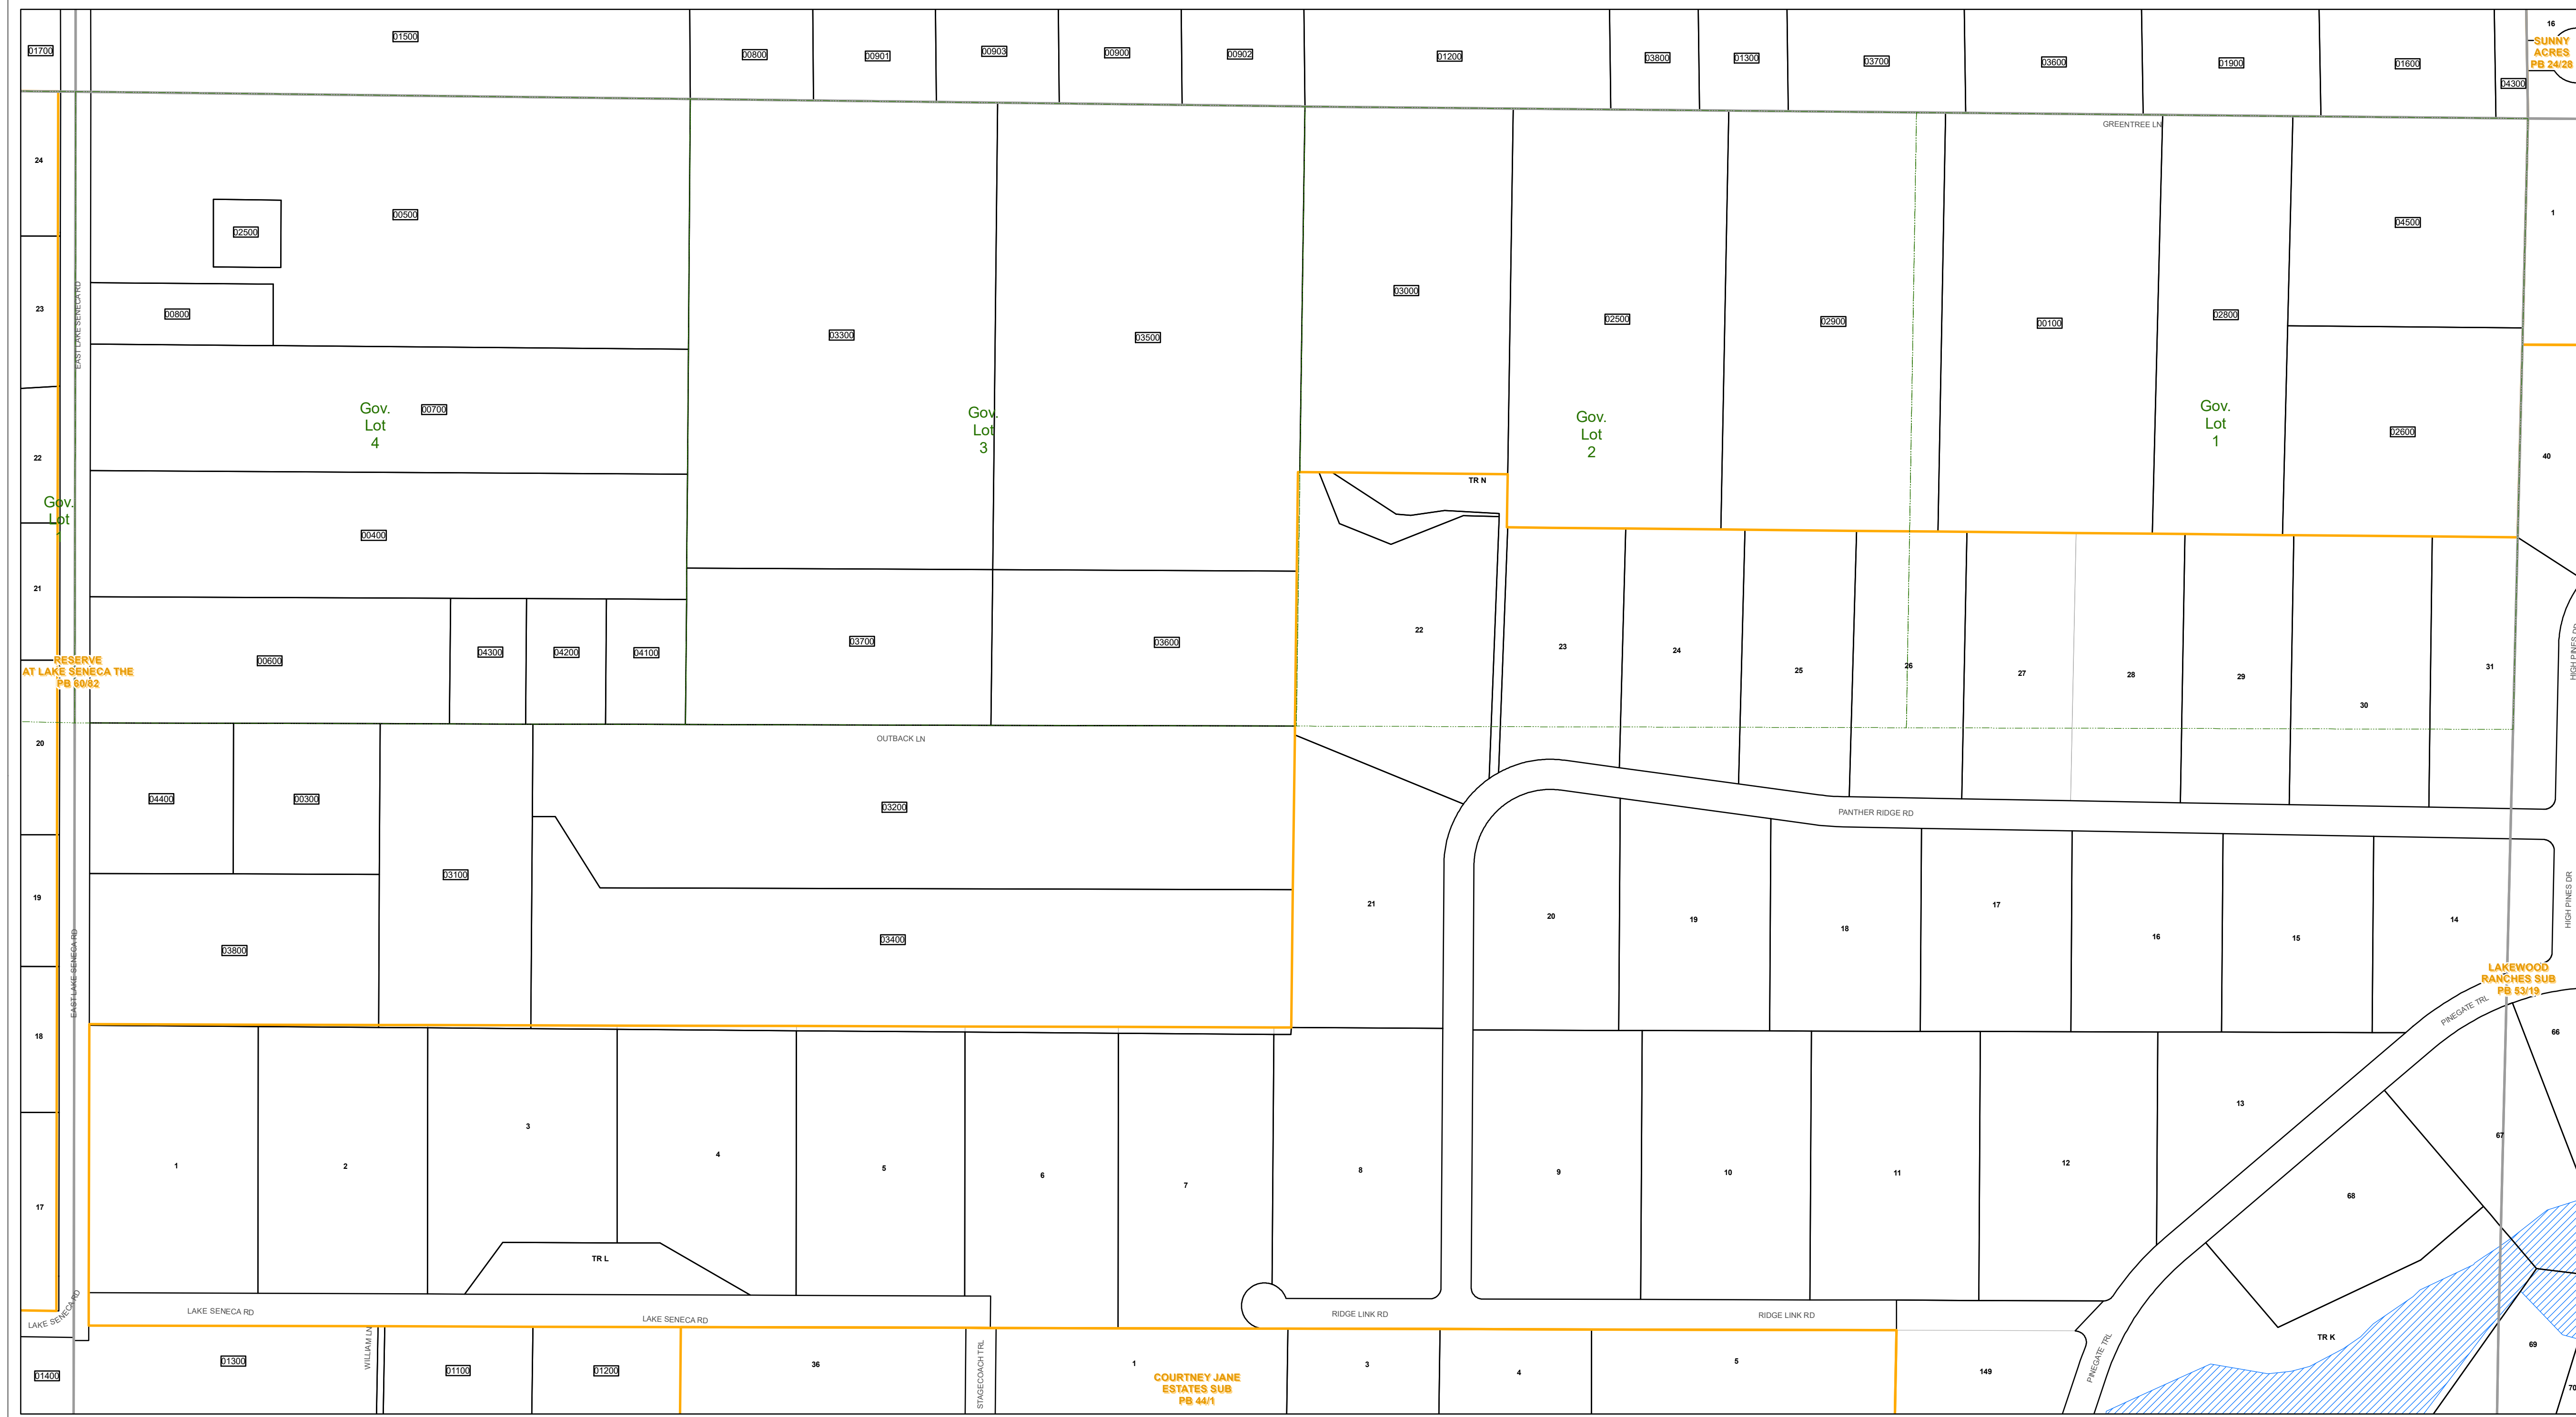 01700
01500
00800
00901
00903
00900
00902
01200
03800
01300
03700
03600
01900
01600
04300
16
SUNNY
ACRES
PB 24/28
GREENTREE LN
24
23
22
21
EAST LAKE SENECA RD
00500
02500
00800
00700
Gov.
Lot
4
00400
Gov.
Lot
1
03300
03500
Gov.
Lot
3
03000
02500
02900
00100
02800
04500
02600
1
40
Gov.
Lot
2
Gov.
Lot
1
TR N
RESERVE
AT LAKE SENECA THE
PB 60/82
00600
04300
04200
04100
03700
03600
22
23
24
25
26
27
28
29
30
31
HIGH PINES DR
20
19
18
17
OUTBACK LN
04400
00300
03100
03200
03800
03400
EAST LAKE SENECA RD
PANTHER RIDGE RD
21
20
19
18
17
16
15
14
HIGH PINES DR
LAKEWOOD
RANCHES SUB
PB 53/19
PINEGATE TRL
66
67
68
1
2
3
4
5
6
7
8
9
10
11
12
13
TR L
LAKE SENECA RD
LAKE SENECA RD
LAKE SENECA RD
RIDGE LINK RD
RIDGE LINK RD
01400
01300
WILLIAM LN
01100
01200
36
STAGECOACH TRL
1
COURTNEY JANE
ESTATES SUB
PB 44/1
3
4
5
149
PINEGATE TRL
TR K
69
70